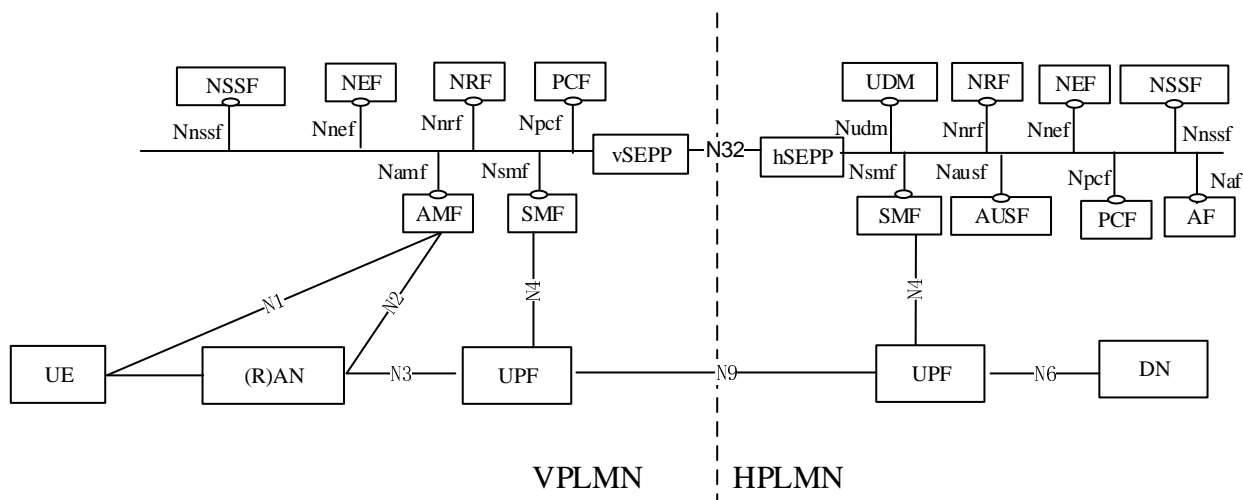 NSSF NEF NRF PCF UDM NRF NEF NSSF
Nnssf Nnef Nnrf Npcf Nudm Nnrf Nnef Nnssf
vSEPP N32 hSEPP
Namf Nsmf Nsmf Nausf Npcf Naf
AMF SMF SMF AUSF PCF AF
N1 N2 N4 N4
UE (R)AN N3 UPF N9 UPF N6 DN
VPLMN HPLMN